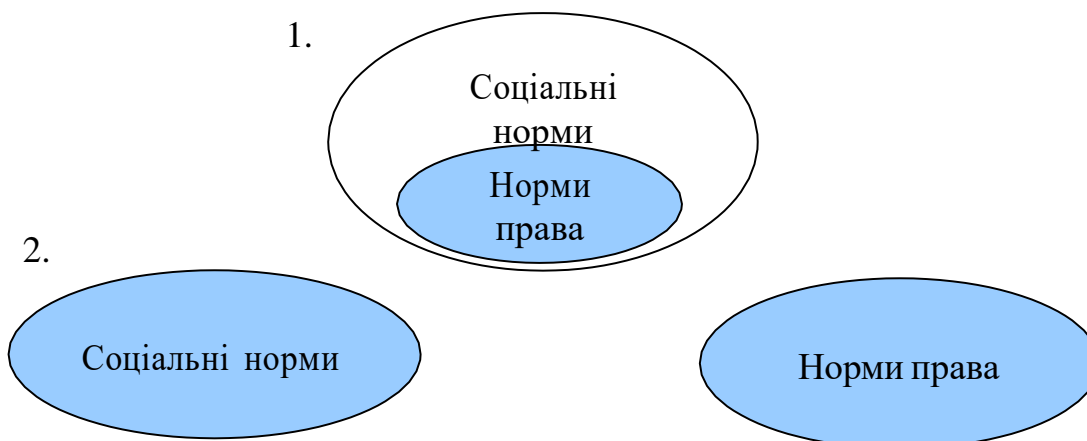 1.
Соціальні
норми
Норми
права
2.
Соціальні норми
Норми права